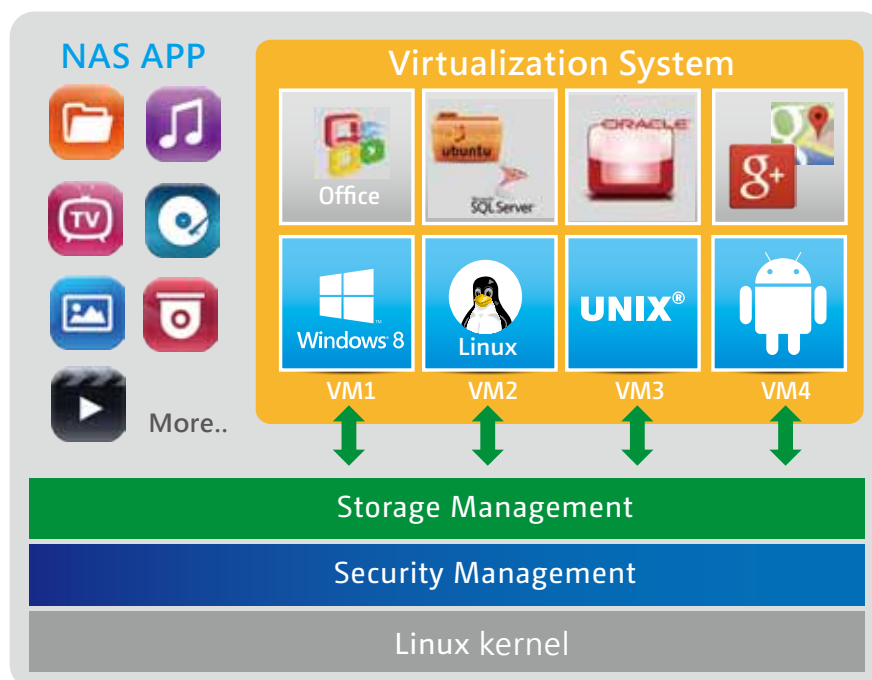 NAS APP
TV
More..
Virtualization System
Office
ubuntu
SQL Server
ORACLE
g+
g
Windows 8
Linux
UNIX®
VM1
VM2
VM3
VM4
Storage Management
Security Management
Linux kernel